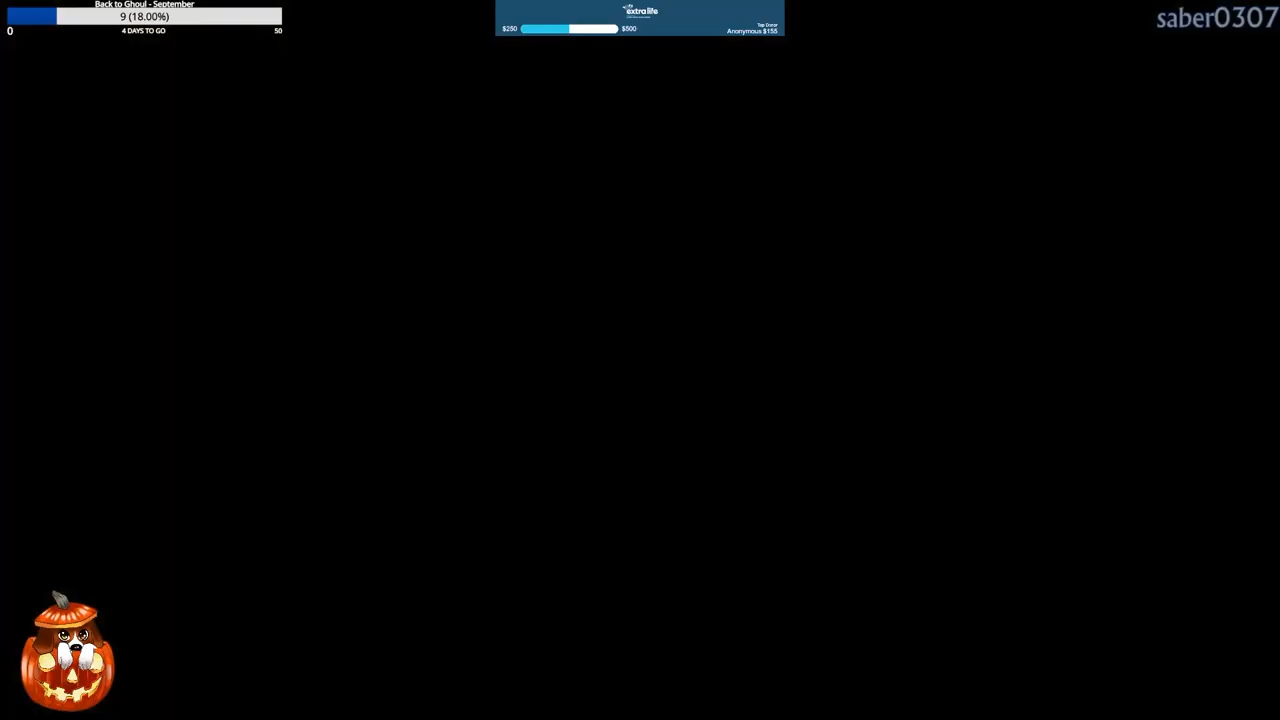 Back to Ghoul - September
9 (18.00%)
0
4 DAYS TO GO
50
extra life
$250
$500
Top Donor
Anonymous $155
saber0307